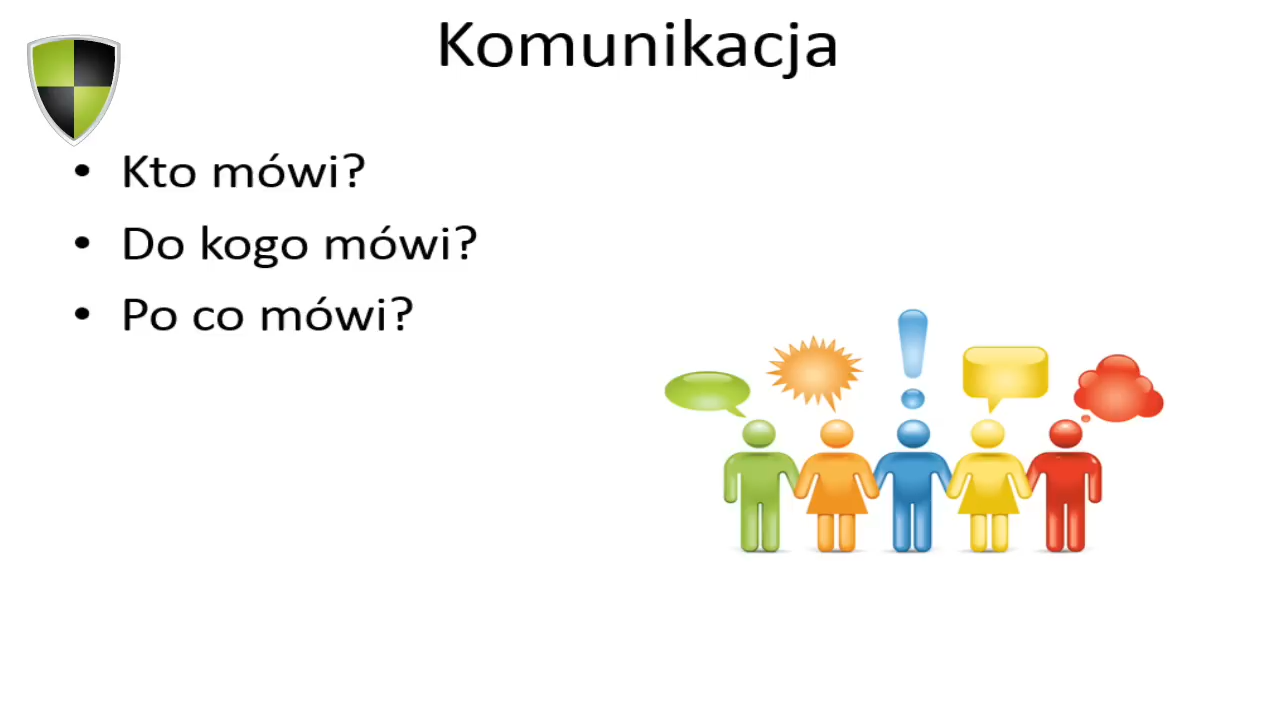 Komunikacja
• Kto mówi?
• Do kogo mówi?
• Po co mówi?